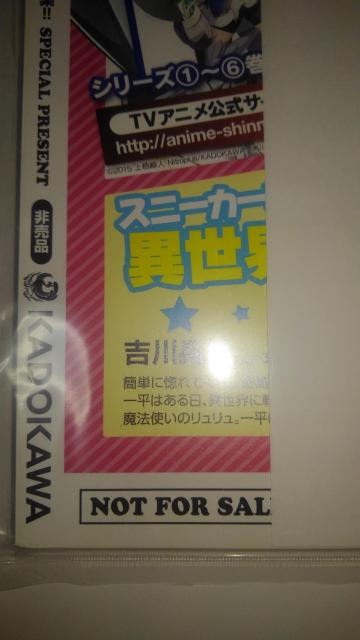 SPECIAL PRESENT
非売品
KADOKAWA
シリーズ①～⑥巻
TVアニメ公式サ
http://anime-shinn
©2015
スニーカー
異世界
吉川
簡単に惚れて
一平はある日、異世界に
魔法使いのリュリュ。一平
NOT FOR SAL